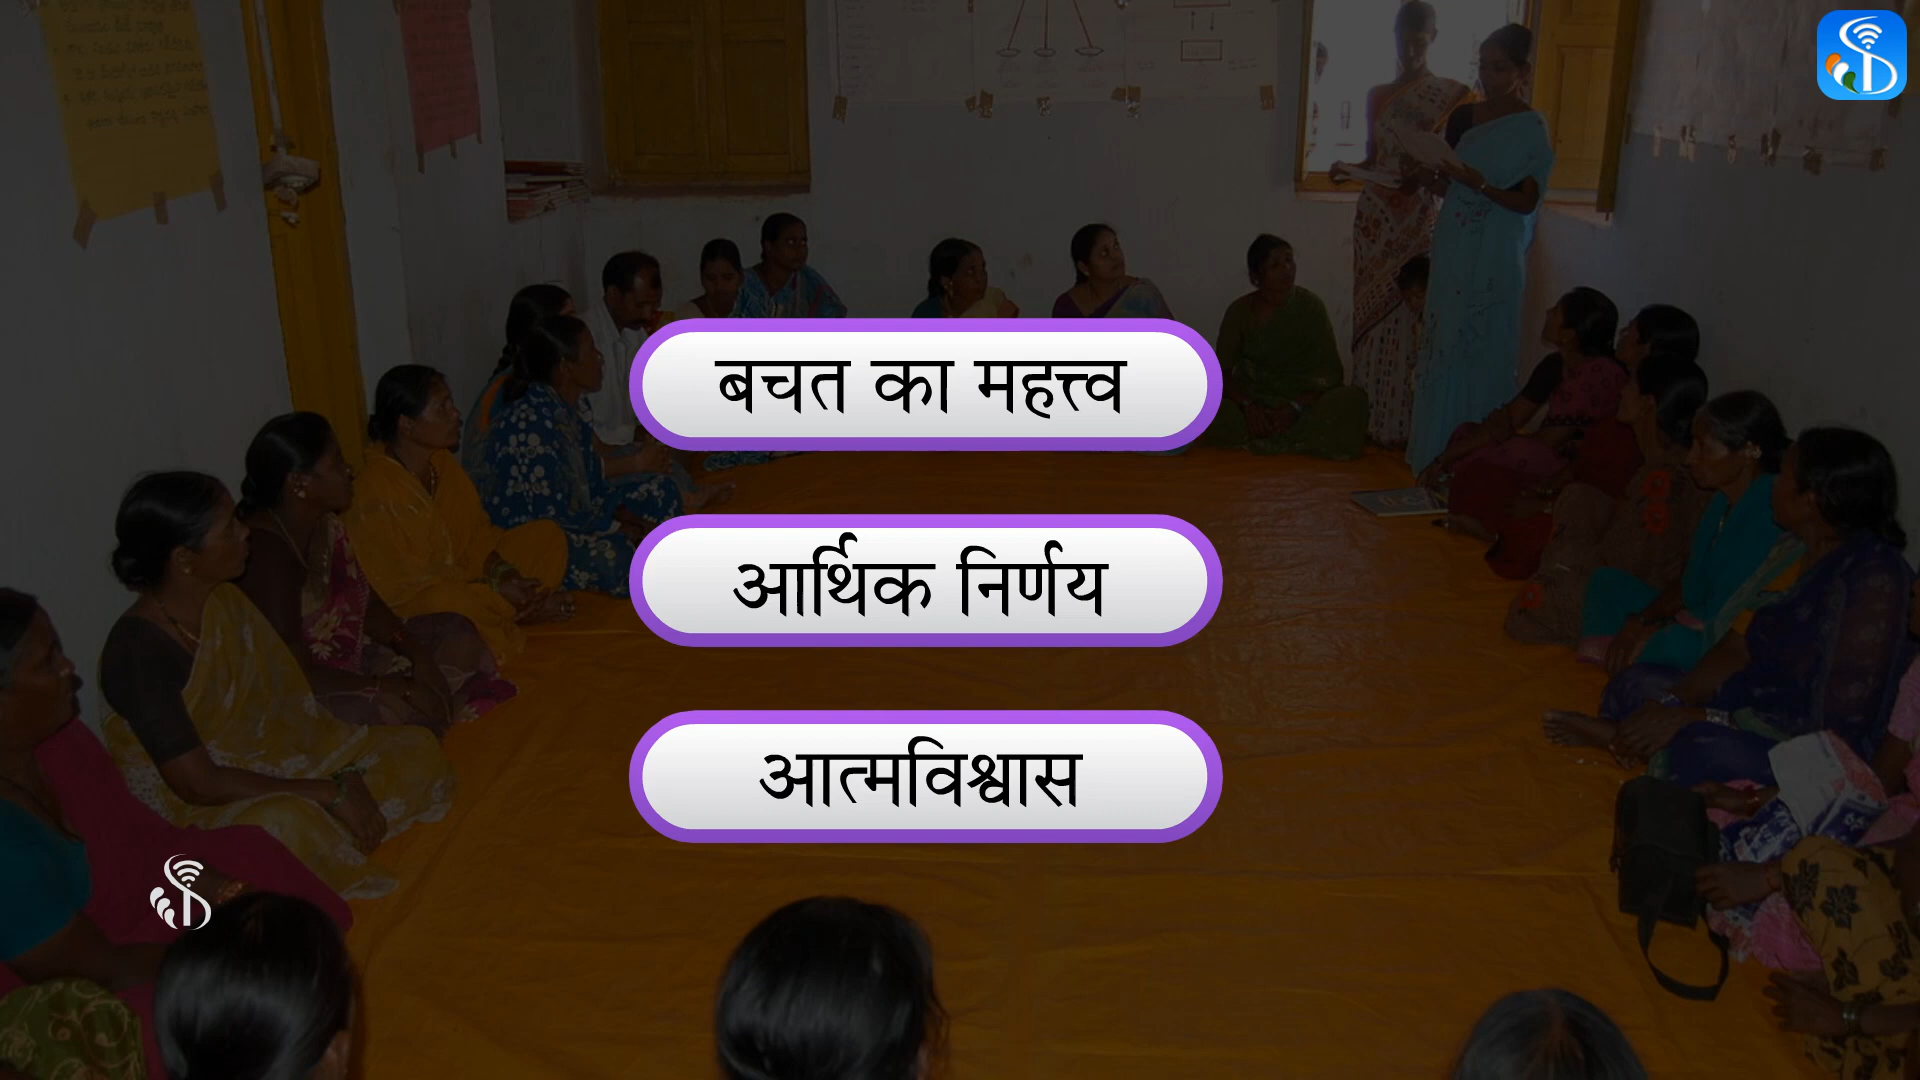 बचत का महत्त्व
आर्थिक निर्णय
आत्मविश्वास